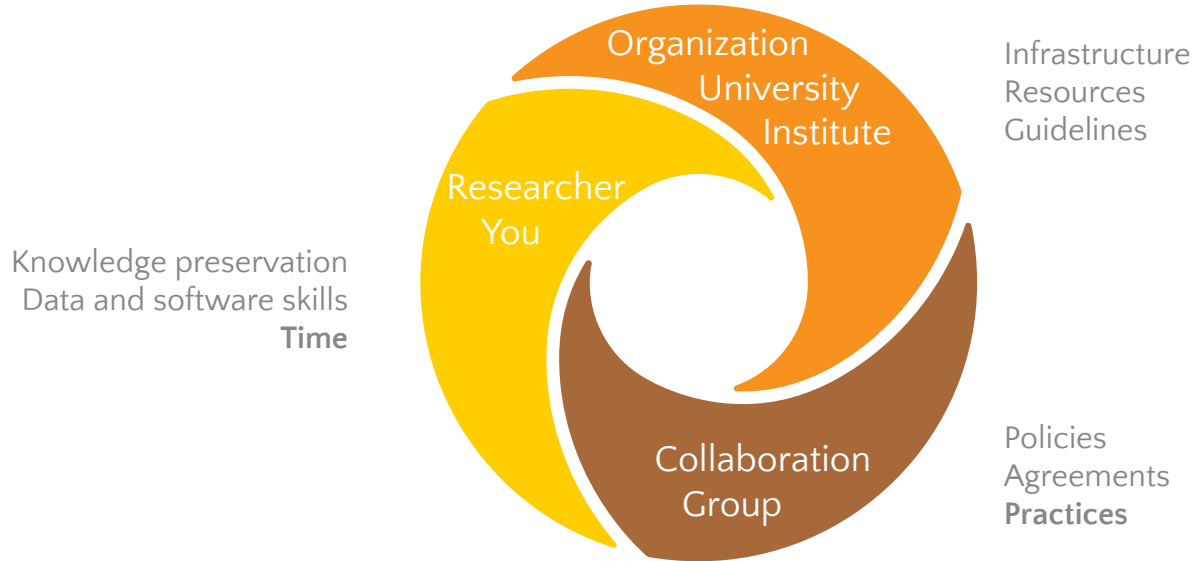 Organization
University
Institute
Infrastructure
Resources
Guidelines
Researcher
You
Knowledge preservation
Data and software skills
Time
Collaboration
Group
Policies
Agreements
Practices